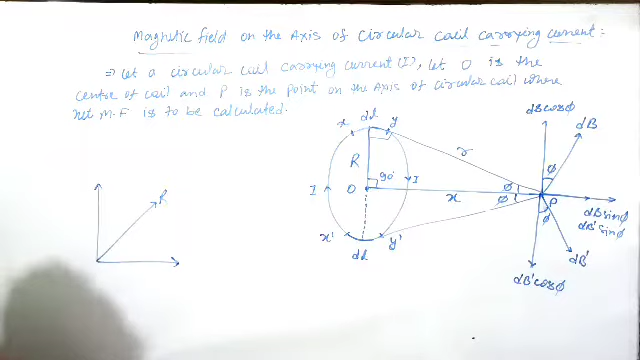 Magnetic field on the Axis of Circular Coil carrying current:
⇒ Let a circular coil carrying current (I), Let O is the
centre of coil and P is the point on the Axis of circular coil where
net M.F is to be calculated.
dBcosφ
x dl y
dB
r
R
φ
R
90°
I O I
φ
x
φ
P
φ
dBsinφ
dB'sinφ
x' y'
dl
dB'
dB'cosφ